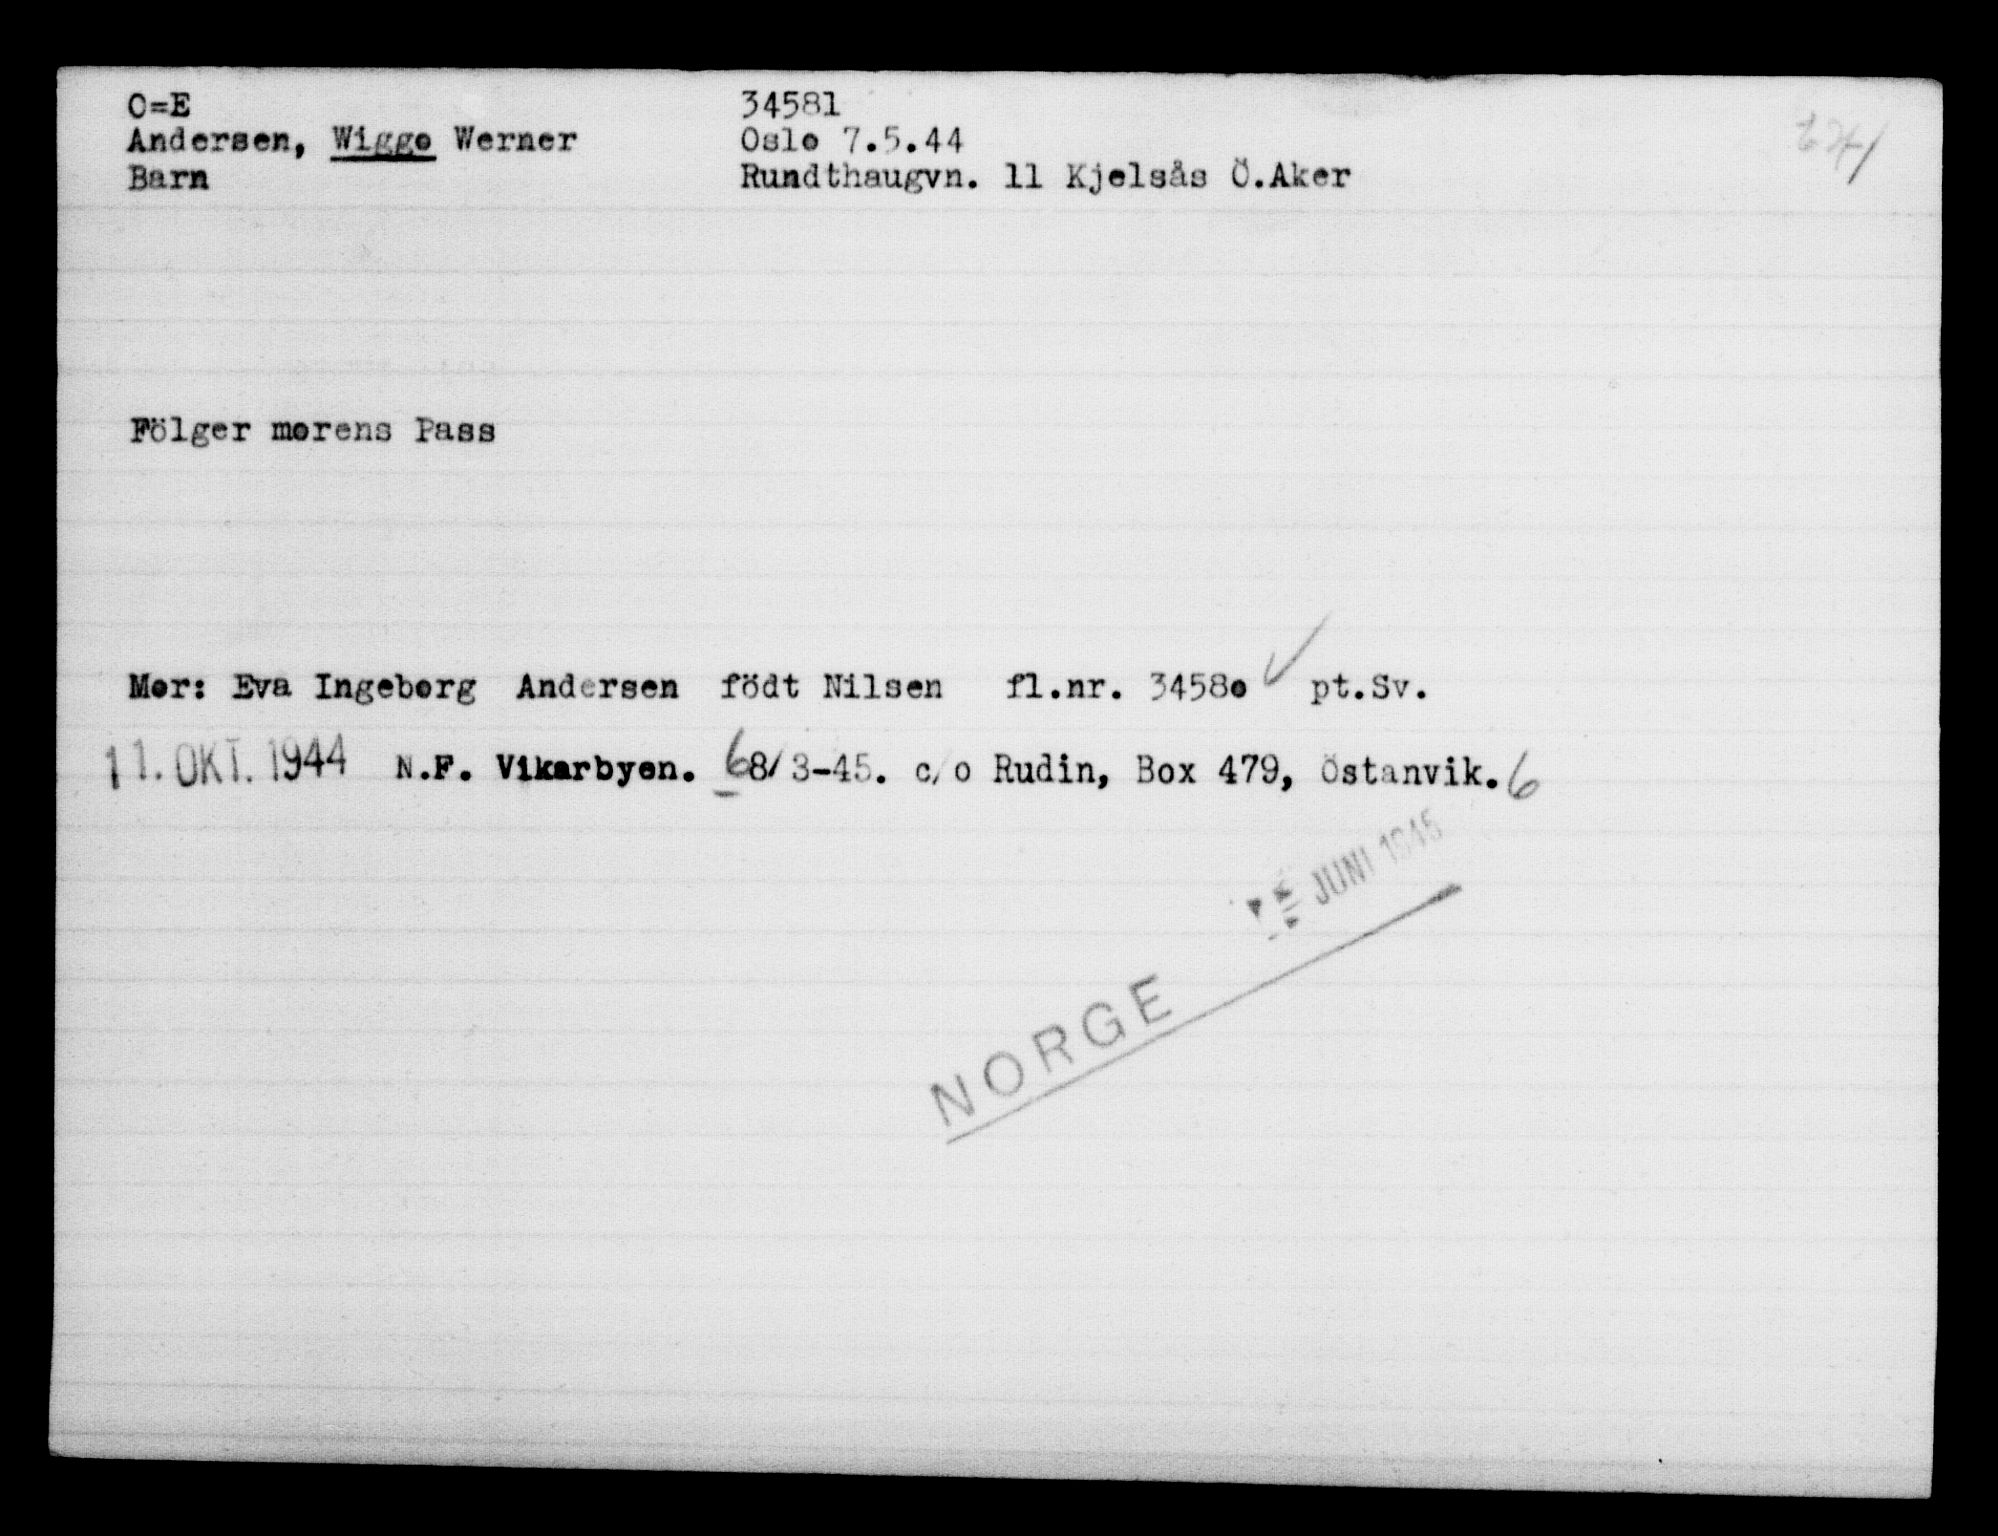 O=E 34581
Andersen, Wiggo Werner Oslo 7.5.44
Barn Rundthaugvn. 11 Kjelsås Ö.Aker
Fölger morens Pass
Mor: Eva Ingeborg Andersen födt Nilsen fl.nr. 34580 ✓ pt.Sv.
11. OKT. 1944 N.F. Vikarbyen. 6 8/3-45. c/o Rudin, Box 479, Östanvik. 6
JUNI 1945
NORGE